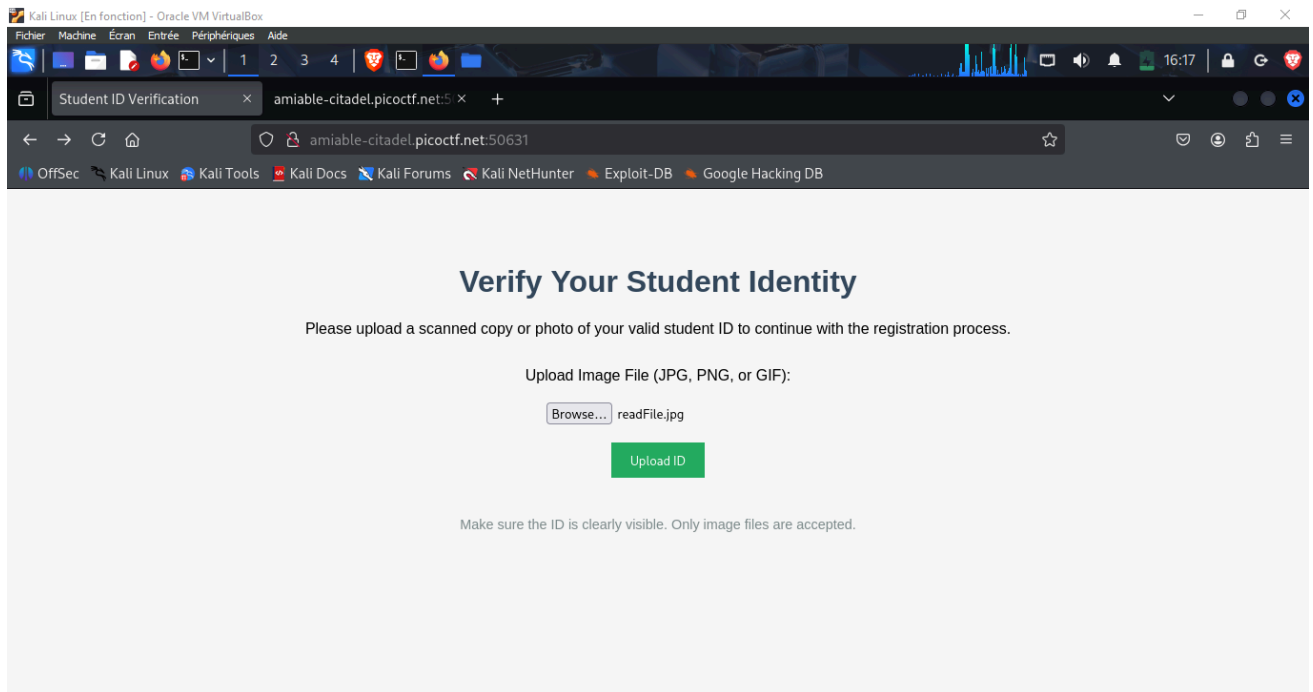 Kali Linux [En fonction] - Oracle VM VirtualBox
Fichier Machine Écran Entrée Périphériques Aide
1 2 3 4 16:17
Student ID Verification amiable-citadel.picoctf.net:5
amiable-citadel.picoctf.net:50631
OffSec Kali Linux Kali Tools Kali Docs Kali Forums Kali NetHunter Exploit-DB Google Hacking DB
Verify Your Student Identity
Please upload a scanned copy or photo of your valid student ID to continue with the registration process.
Upload Image File (JPG, PNG, or GIF):
Browse... readFile.jpg
Upload ID
Make sure the ID is clearly visible. Only image files are accepted.